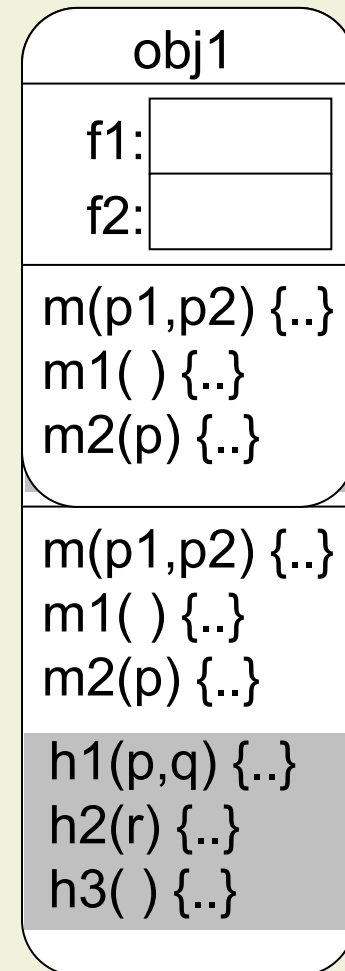 obj1
f1:
f2:
m(p1,p2) {..}
m1( ) {..}
m2(p) {..}
m(p1,p2) {..}
m1( ) {..}
m2(p) {..}
h1(p,q) {..}
h2(r) {..}
h3( ) {..}